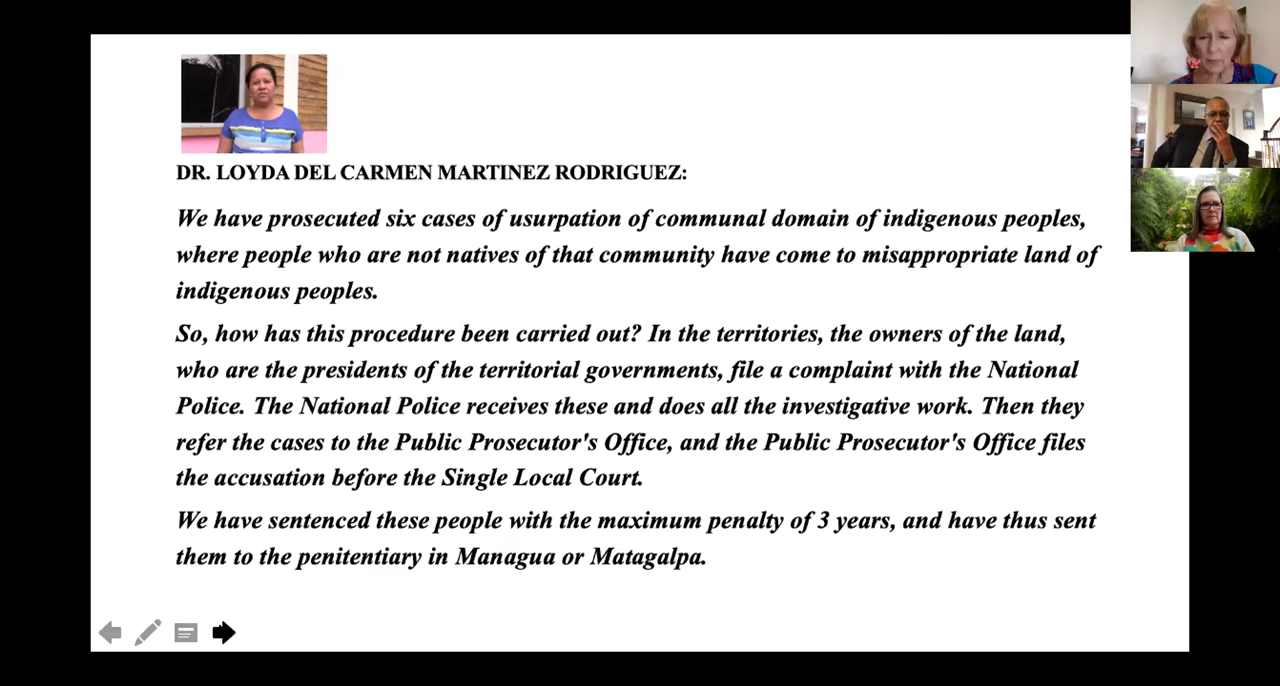 DR. LOYDA DEL CARMEN MARTINEZ RODRIGUEZ:
We have prosecuted six cases of usurpation of communal domain of indigenous peoples,
where people who are not natives of that community have come to misappropriate land of
indigenous peoples.
So, how has this procedure been carried out? In the territories, the owners of the land,
who are the presidents of the territorial governments, file a complaint with the National
Police. The National Police receives these and does all the investigative work. Then they
refer the cases to the Public Prosecutor's Office, and the Public Prosecutor's Office files
the accusation before the Single Local Court.
We have sentenced these people with the maximum penalty of 3 years, and have thus sent
them to the penitentiary in Managua or Matagalpa.